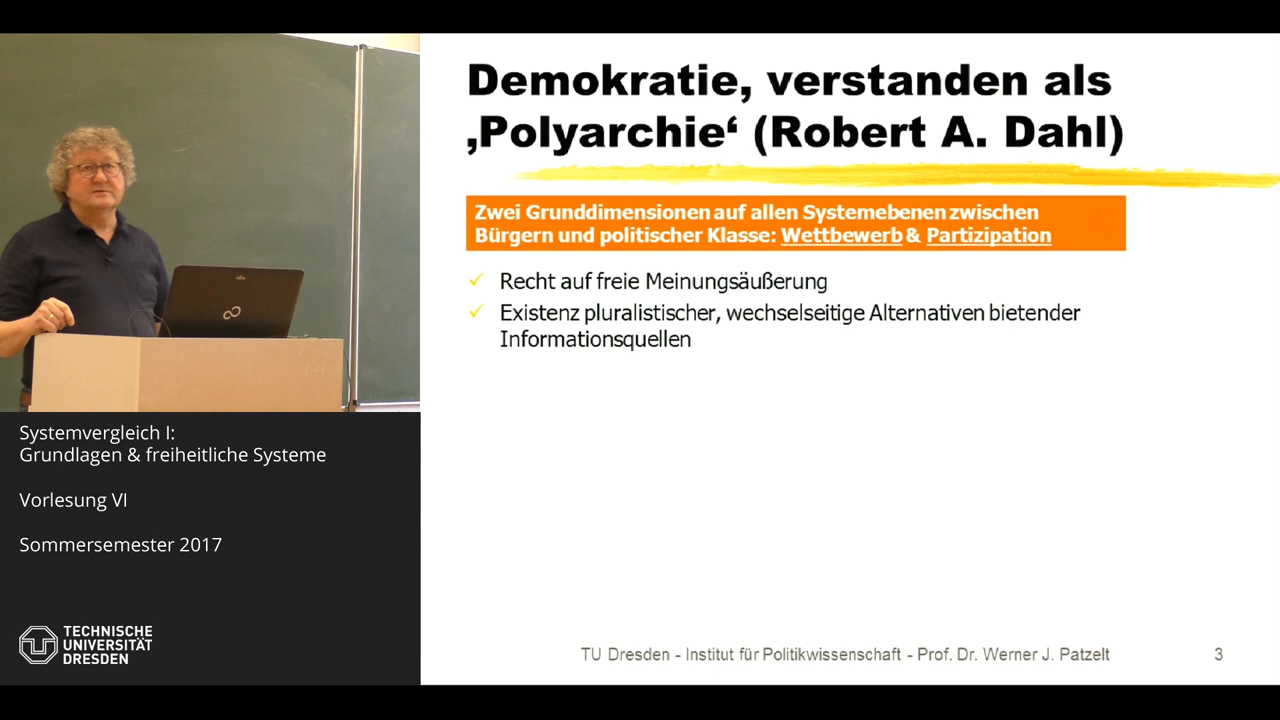 Demokratie, verstanden als
‚Polyarchie‘ (Robert A. Dahl)
Zwei Grunddimensionen auf allen Systemebenen zwischen
Bürgern und politischer Klasse: Wettbewerb & Partizipation
Recht auf freie Meinungsäußerung
Existenz pluralistischer, wechselseitige Alternativen bietender
Informationsquellen
Systemvergleich I:
Grundlagen & freiheitliche Systeme
Vorlesung VI
Sommersemester 2017
TECHNISCHE
UNIVERSITÄT
DRESDEN
TU Dresden - Institut für Politikwissenschaft - Prof. Dr. Werner J. Patzelt
3